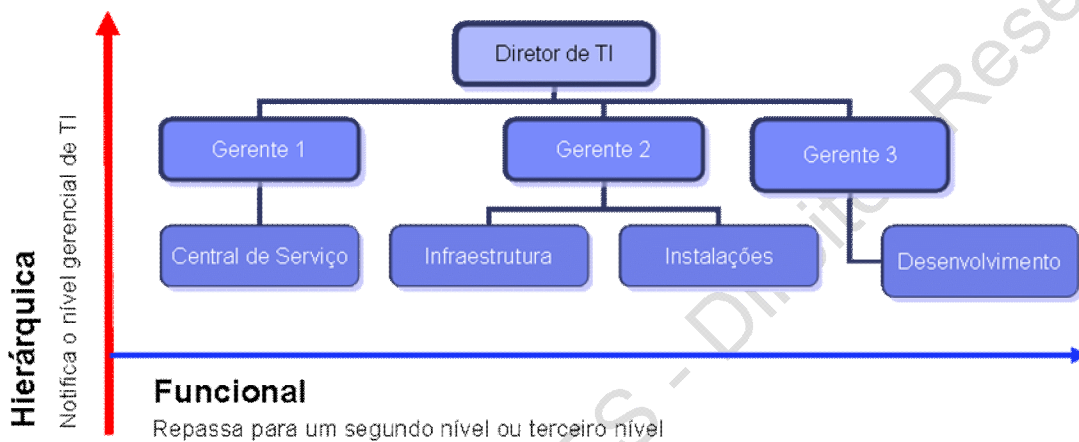 Diretor de TI
Gerente 1
Gerente 2
Gerente 3
Central de Serviço
Infraestrutura
Instalações
Desenvolvimento
Hierárquica
Notifica o nível gerencial de TI
Funcional
Repassa para um segundo nível ou terceiro nível